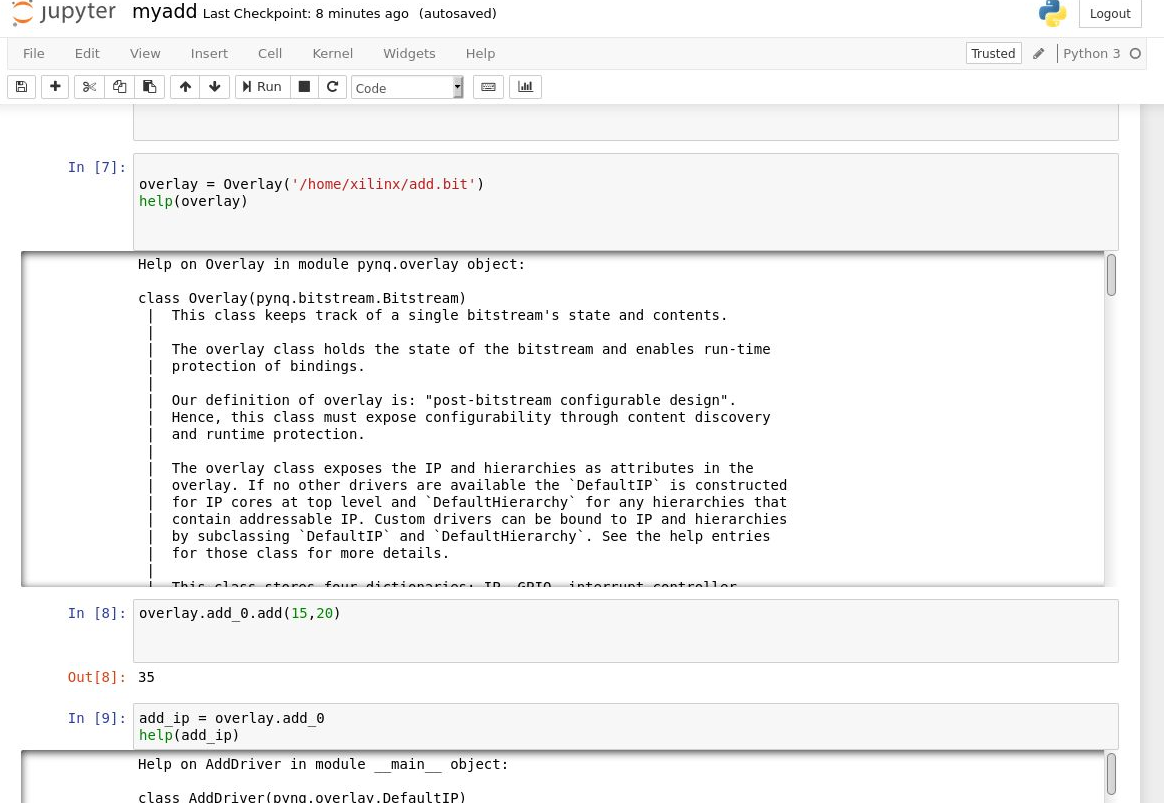 jupyter myadd Last Checkpoint: 8 minutes ago (autosaved)
Logout
File Edit View Insert Cell Kernel Widgets Help
Trusted
Python 3
Run
Code
In [7]:
overlay = Overlay('/home/xilinx/add.bit')
help(overlay)
Help on Overlay in module pynq.overlay object:
class Overlay(pynq.bitstream.Bitstream)
| This class keeps track of a single bitstream's state and contents.
|
| The overlay class holds the state of the bitstream and enables run-time
| protection of bindings.
|
| Our definition of overlay is: "post-bitstream configurable design".
| Hence, this class must expose configurability through content discovery
| and runtime protection.
|
| The overlay class exposes the IP and hierarchies as attributes in the
| overlay. If no other drivers are available the `DefaultIP` is constructed
| for IP cores at top level and `DefaultHierarchy` for any hierarchies that
| contain addressable IP. Custom drivers can be bound to IP and hierarchies
| by subclassing `DefaultIP` and `DefaultHierarchy`. See the help entries
| for those class for more details.
|
| This class stores four dictionaries: IP, GPIO, interrupt controller
In [8]: overlay.add_0.add(15,20)
Out[8]: 35
In [9]: add_ip = overlay.add_0
help(add_ip)
Help on AddDriver in module __main__ object:
class AddDriver(pynq.overlay.DefaultIP)